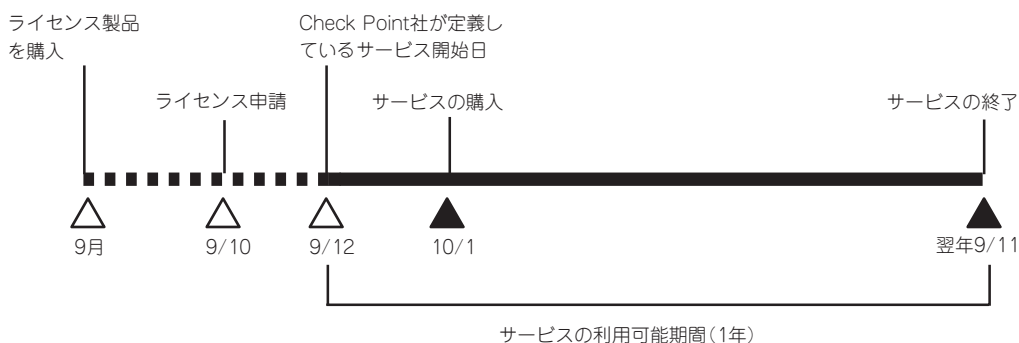 ライセンス製品
を購入
Check Point社が定義し
ているサービス開始日
ライセンス申請
サービスの購入
サービスの終了
9月
9/10
9/12
10/1
翌年9/11
サービスの利用可能期間(1年)